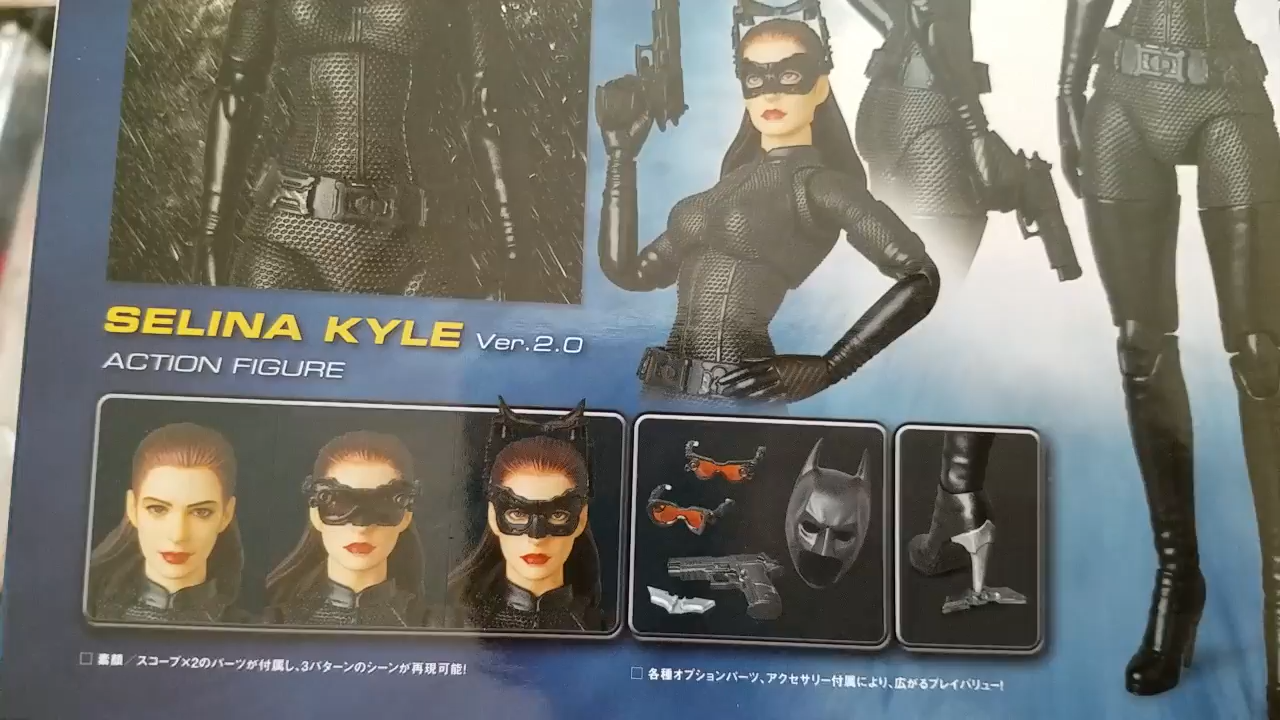 SELINA KYLE Ver.2.0
ACTION FIGURE
□ 素顔／スコープ×2のパーツが付属し、3パターンのシーンが再現可能!
□ 各種オプションパーツ、アクセサリー付属により、広がるプレイバリュー!